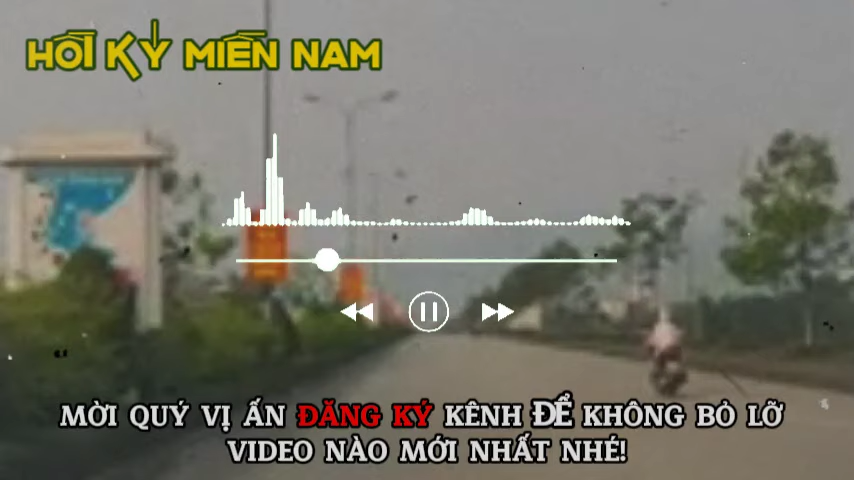 HỒI KÝ MIỀN NAM
MỜI QUÝ VỊ ẤN ĐĂNG KÝ KÊNH ĐỂ KHÔNG BỎ LỠ
VIDEO NÀO MỚI NHẤT NHÉ!